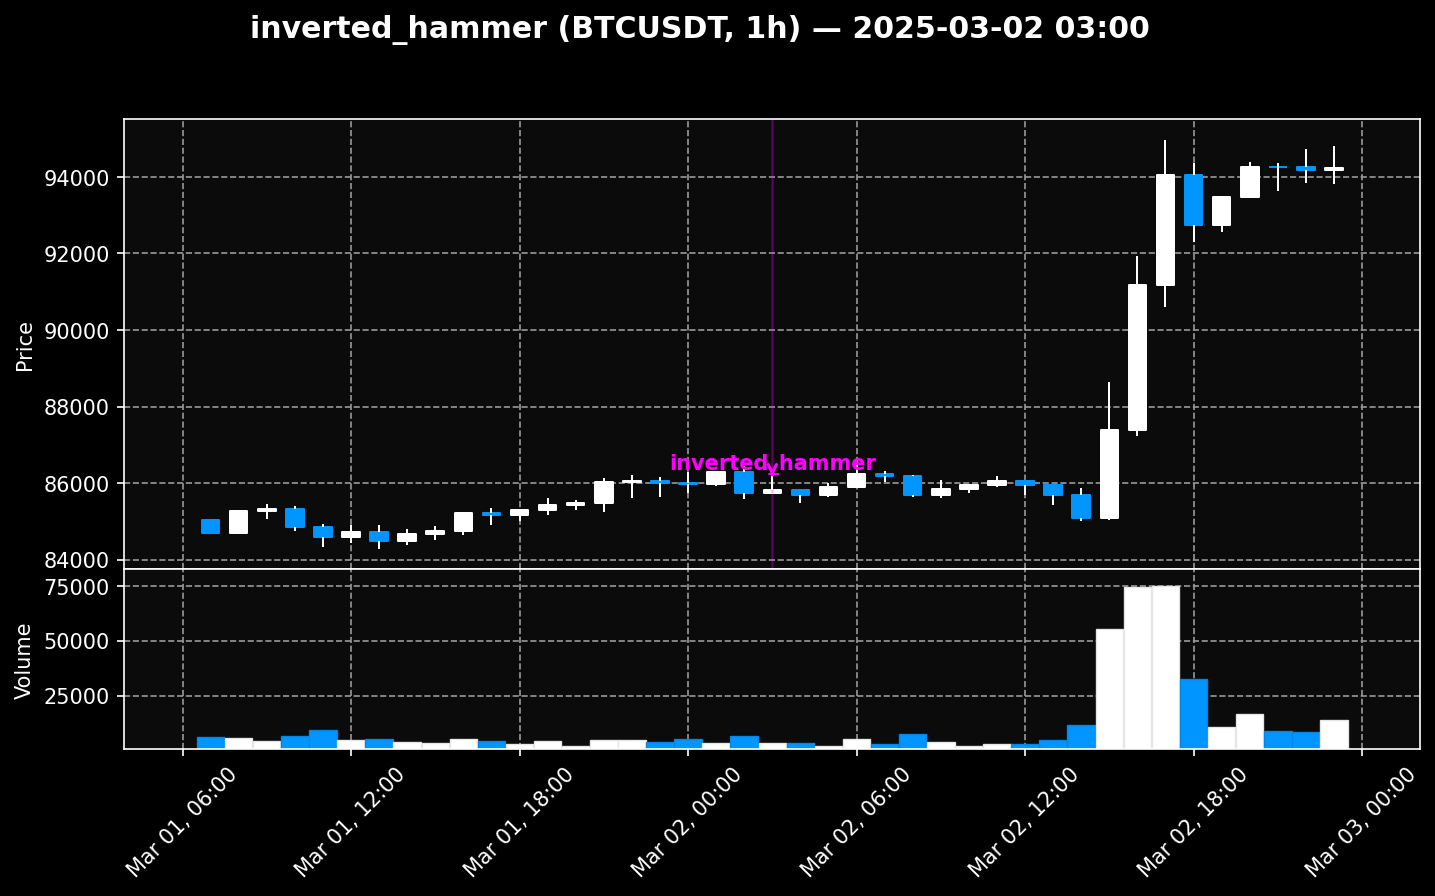 inverted_hammer (BTCUSDT, 1h) — 2025-03-02 03:00
94000
92000
90000
88000
86000
84000
Price
inverted_hammer
75000
50000
25000
Volume
Mar 01, 06:00
Mar 01, 12:00
Mar 01, 18:00
Mar 02, 00:00
Mar 02, 06:00
Mar 02, 12:00
Mar 02, 18:00
Mar 03, 00:00